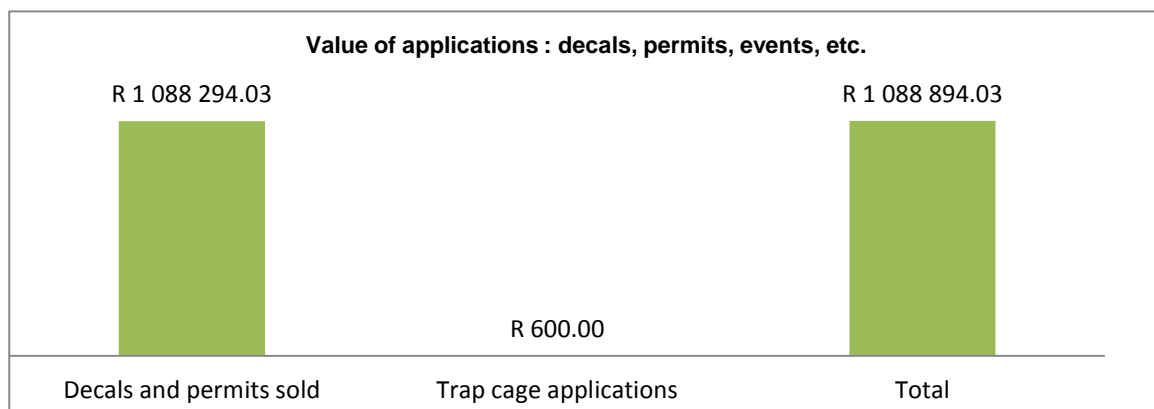 Value of applications : decals, permits, events, etc.
R 1 088 294.03
R 1 088 894.03
R 600.00
Decals and permits sold
Trap cage applications
Total